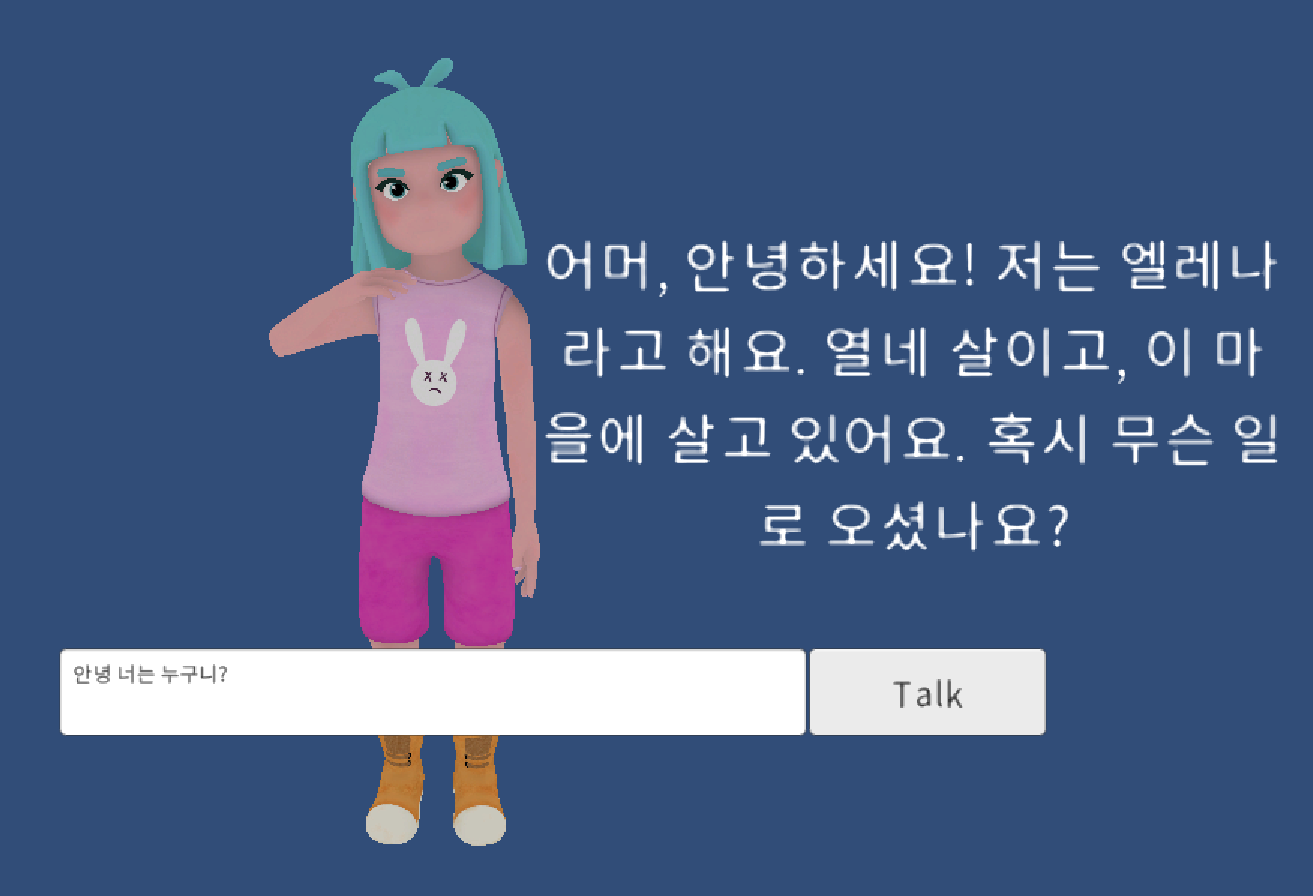 어머, 안녕하세요! 저는 엘레나
라고 해요. 열네 살이고, 이 마
을에 살고 있어요. 혹시 무슨 일
로 오셨나요?
안녕 너는 누구니?
Talk